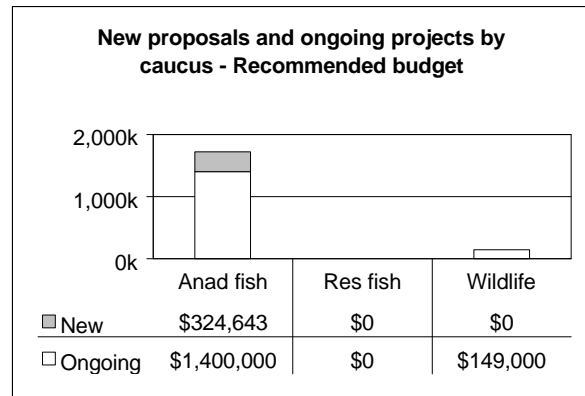 New proposals and ongoing projects by
caucus - Recommended budget
2,000k
1,000k
0k
Anad fish Res fish Wildlife
New $324,643 $0 $0
Ongoing $1,400,000 $0 $149,000